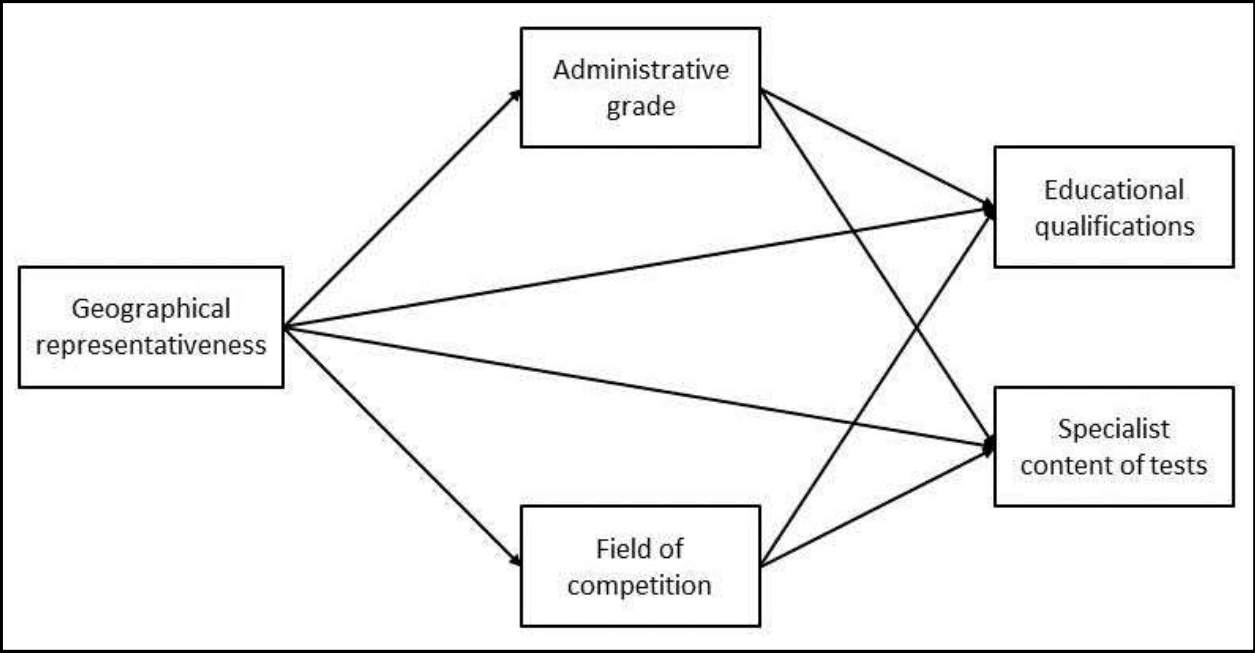 Administrative
grade
Educational
qualifications
Geographical
representativeness
Specialist
content of tests
Field of
competition